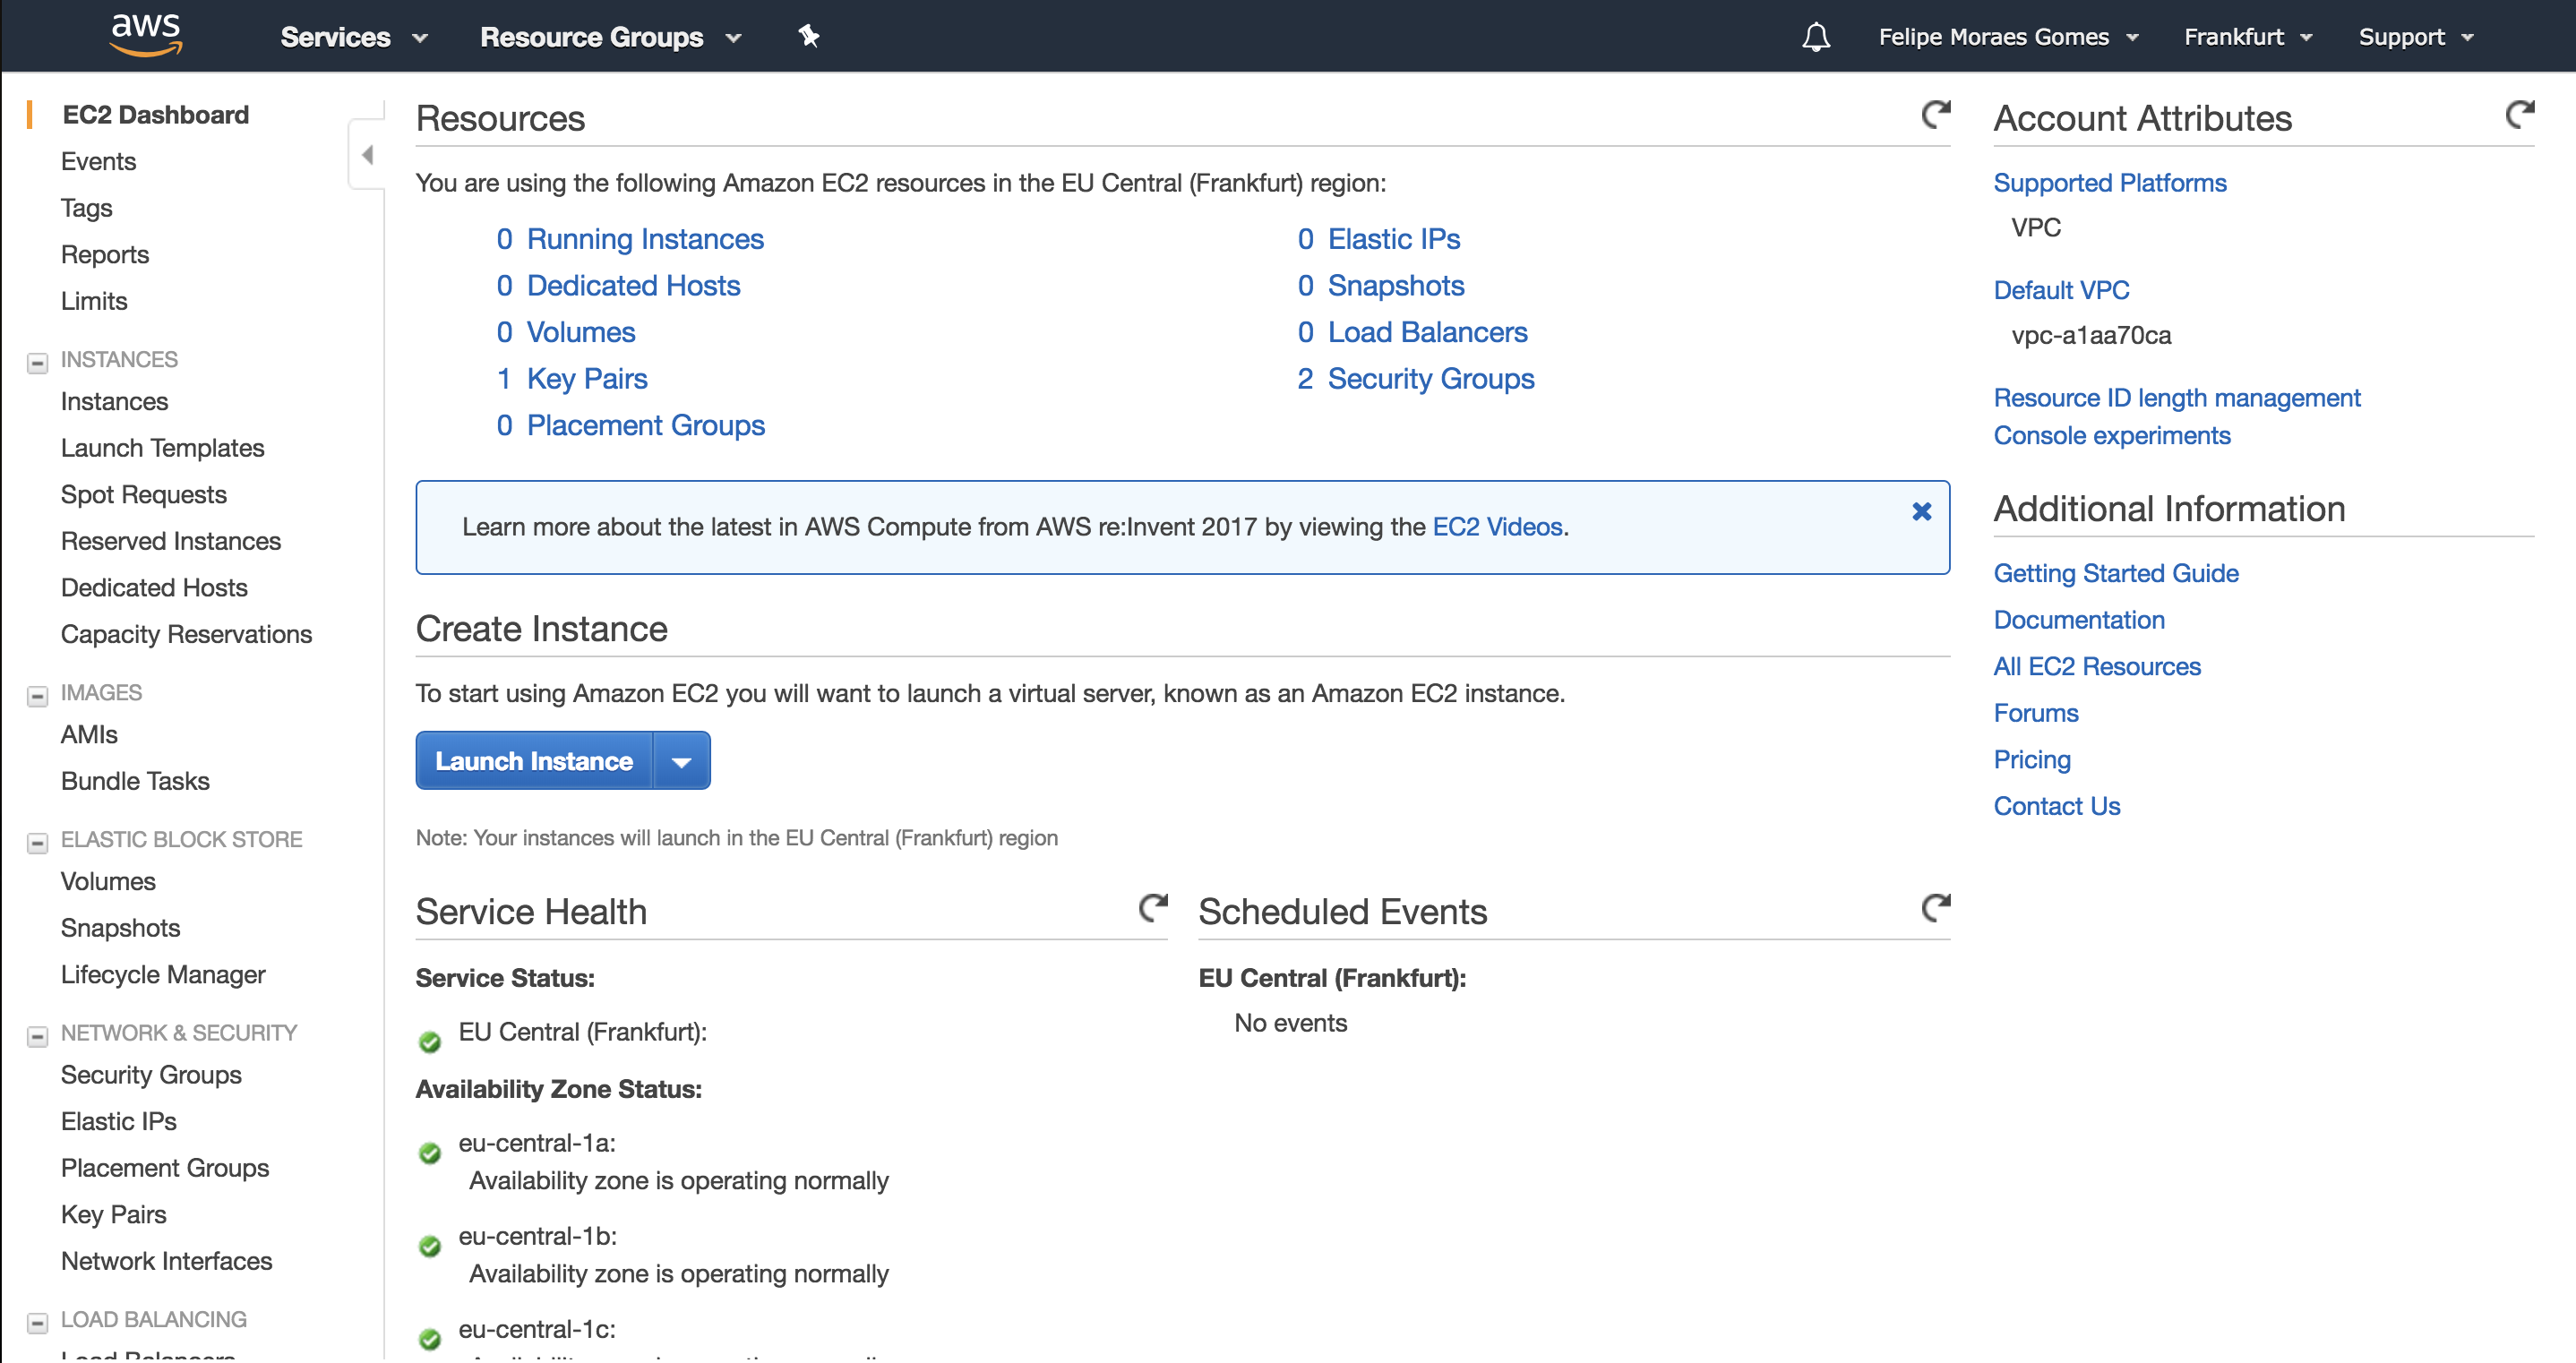 aws
Services
Resource Groups
Felipe Moraes Gomes
Frankfurt
Support
EC2 Dashboard
Events
Tags
Reports
Limits
INSTANCES
Instances
Launch Templates
Spot Requests
Reserved Instances
Dedicated Hosts
Capacity Reservations
IMAGES
AMIs
Bundle Tasks
ELASTIC BLOCK STORE
Volumes
Snapshots
Lifecycle Manager
NETWORK & SECURITY
Security Groups
Elastic IPs
Placement Groups
Key Pairs
Network Interfaces
LOAD BALANCING
Load Balancers
Resources
You are using the following Amazon EC2 resources in the EU Central (Frankfurt) region:
0 Running Instances
0 Dedicated Hosts
0 Volumes
1 Key Pairs
0 Placement Groups
0 Elastic IPs
0 Snapshots
0 Load Balancers
2 Security Groups
Learn more about the latest in AWS Compute from AWS re:Invent 2017 by viewing the EC2 Videos.
Create Instance
To start using Amazon EC2 you will want to launch a virtual server, known as an Amazon EC2 instance.
Launch Instance
Note: Your instances will launch in the EU Central (Frankfurt) region
Service Health
Service Status:
EU Central (Frankfurt):
Availability Zone Status:
eu-central-1a:
Availability zone is operating normally
eu-central-1b:
Availability zone is operating normally
eu-central-1c:
Scheduled Events
EU Central (Frankfurt):
No events
Account Attributes
Supported Platforms
VPC
Default VPC
vpc-a1aa70ca
Resource ID length management
Console experiments
Additional Information
Getting Started Guide
Documentation
All EC2 Resources
Forums
Pricing
Contact Us